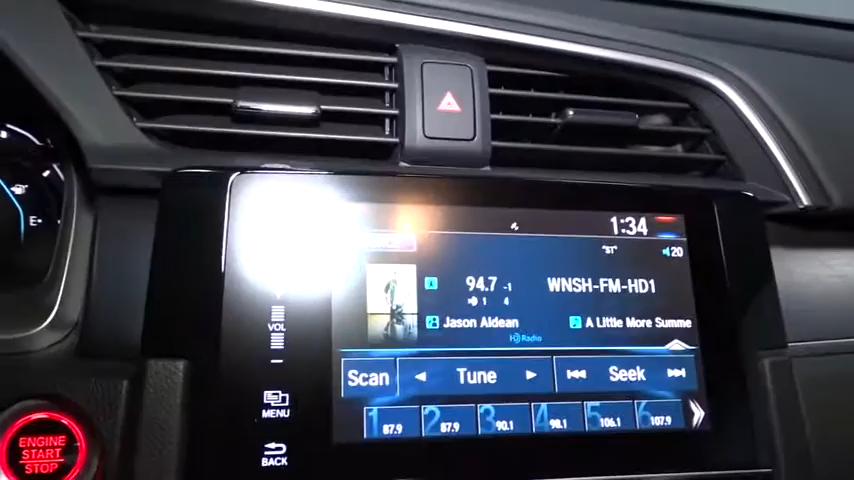 1:34
"ST"
20
94.7 -1
WNSH-FM-HD1
1 4
Jason Aldean
A Little More Summe
HD Radio
VOL
Scan
Tune
Seek
MENU
1 87.9
2 87.9
3 90.1
4 98.1
5 106.1
6 107.9
BACK
E
ENGINE
START
STOP